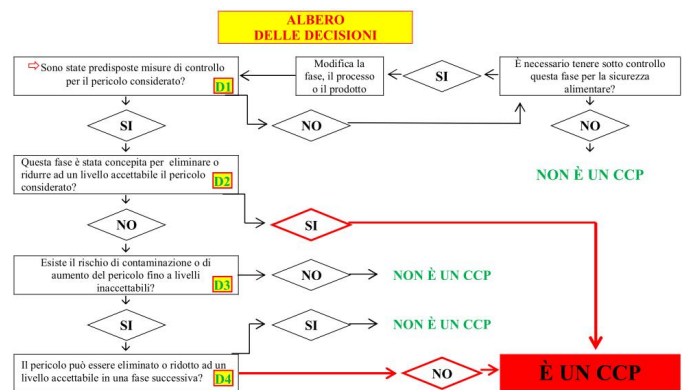 ALBERO
DELLE DECISIONI
⇨Sono state predisposte misure di controllo
per il pericolo considerato?
D1
Modifica la
fase, il processo
o il prodotto
SI
È necessario tenere sotto controllo
questa fase per la sicurezza
alimentare?
SI
NO
NO
NON È UN CCP
Questa fase è stata concepita per eliminare o
ridurre ad un livello accettabile il pericolo
considerato?
D2
NO
SI
Esiste il rischio di contaminazione o di
aumento del pericolo fino a livelli
inaccettabili?
D3
NO
NON È UN CCP
SI
SI
NON È UN CCP
Il pericolo può essere eliminato o ridotto ad un
livello accettabile in una fase successiva?
D4
NO
È UN CCP